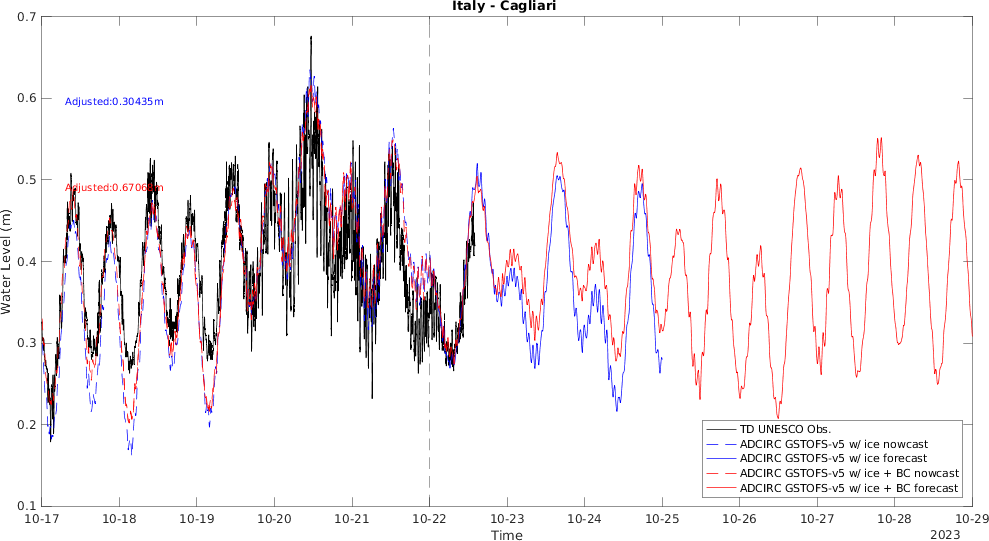 Italy - Cagliari
0.7
0.6
0.5
0.4
0.3
0.2
0.1
Water Level (m)
Adjusted:0.30435m
TD UNESCO Obs.
ADCIRC GSTOFS-v5 w/ ice nowcast
ADCIRC GSTOFS-v5 w/ ice forecast
ADCIRC GSTOFS-v5 w/ ice + BC nowcast
ADCIRC GSTOFS-v5 w/ ice + BC forecast
10-17 10-18 10-19 10-20 10-21 10-22 10-23 10-24 10-25 10-26 10-27 10-28 10-29
Time
2023